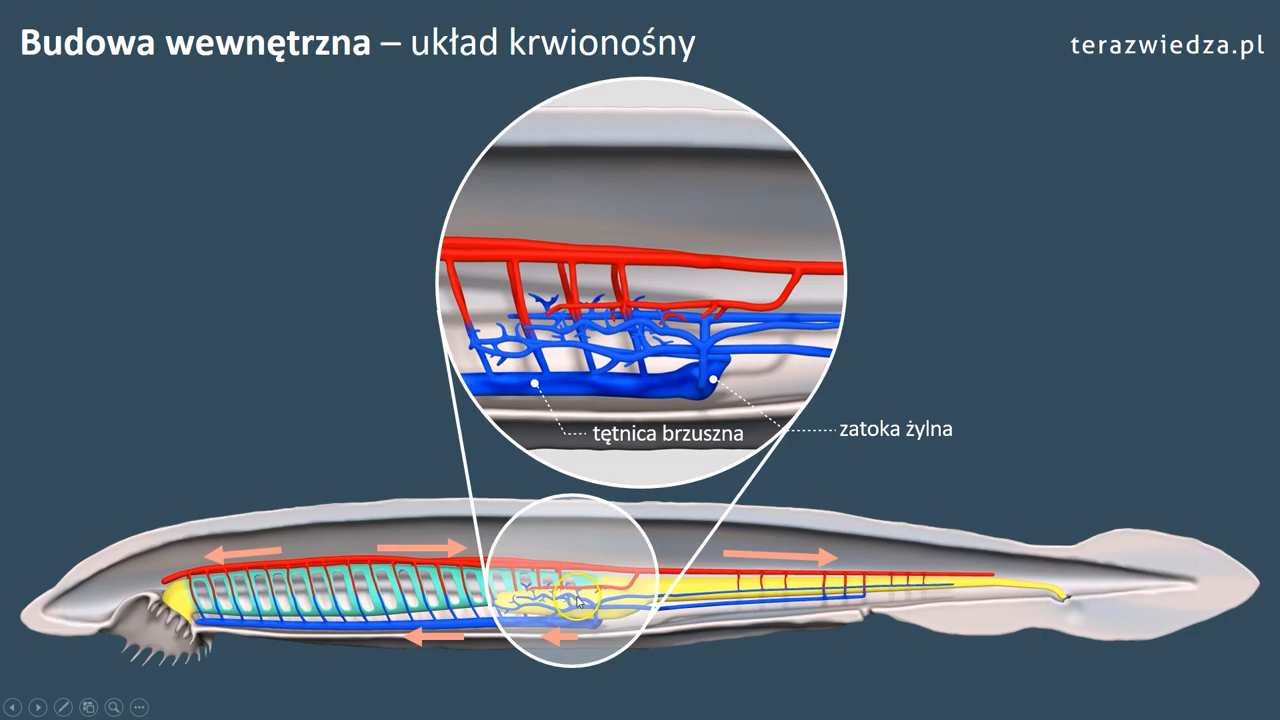 Budowa wewnętrzna – układ krwionośny
terazwiedza.pl
tętnica brzuszna
zatoka żylna